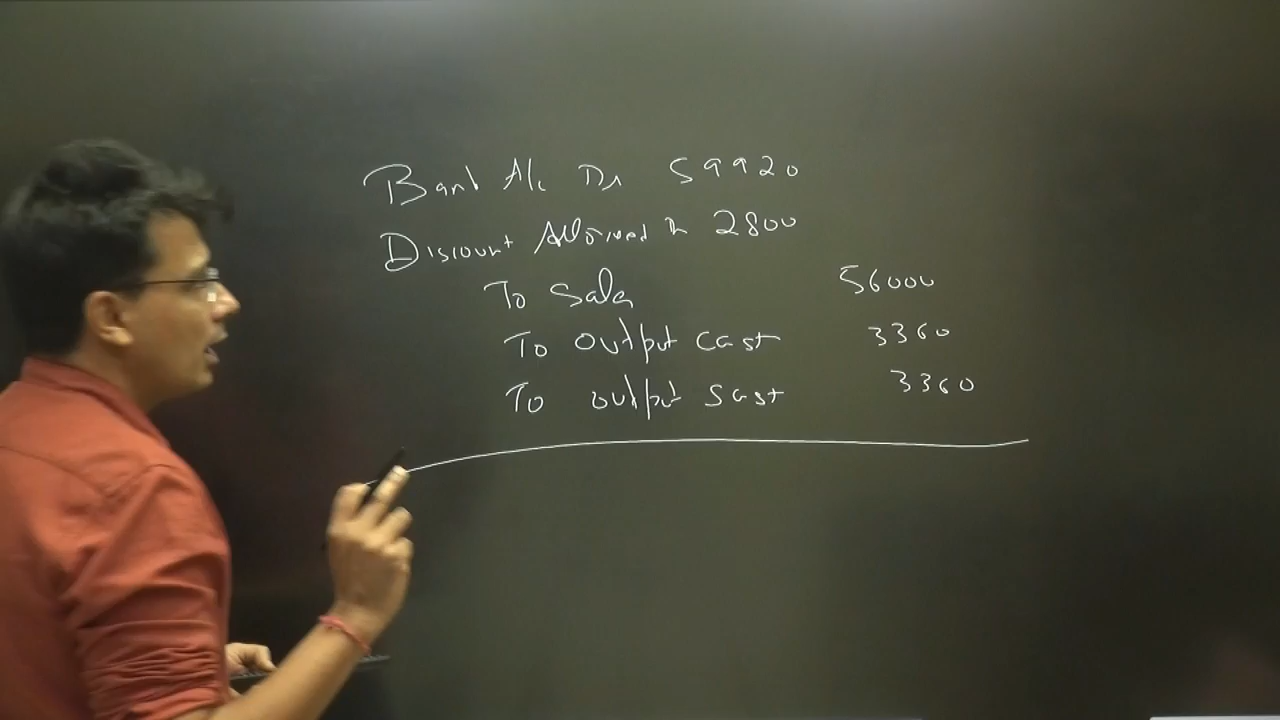 Bank A/c Dr 59920
Discount Allowed Dr 2800
To Sales 56000
To output CGST 3360
To output SGST 3360